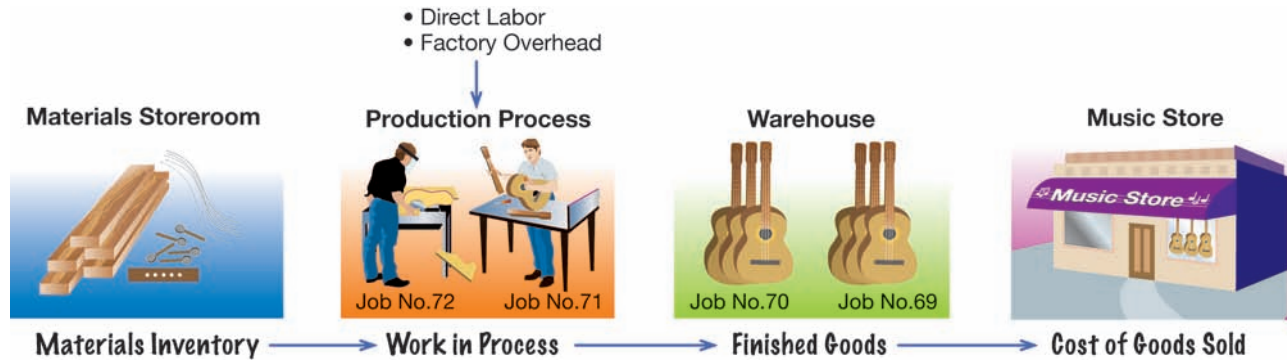 • Direct Labor
• Factory Overhead
Materials Storeroom
Production Process
Warehouse
Music Store
Music Store
Job No.72
Job No.71
Job No.70
Job No.69
Materials Inventory
Work in Process
Finished Goods
Cost of Goods Sold